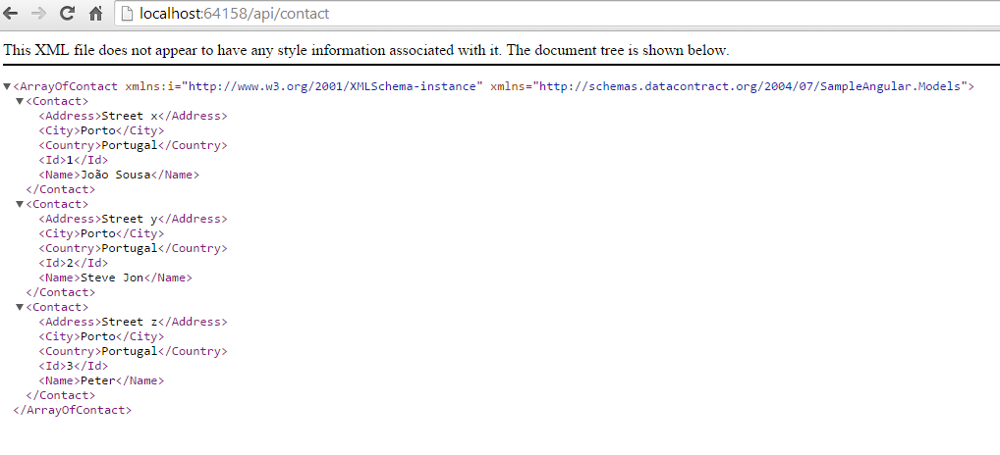 localhost:64158/api/contact
This XML file does not appear to have any style information associated with it. The document tree is shown below.
▼<ArrayOfContact xmlns:i="http://www.w3.org/2001/XMLSchema-instance" xmlns="http://schemas.datacontract.org/2004/07/SampleAngular.Models">
▼<Contact>
<Address>Street x</Address>
<City>Porto</City>
<Country>Portugal</Country>
<Id>1</Id>
<Name>João Sousa</Name>
</Contact>
▼<Contact>
<Address>Street y</Address>
<City>Porto</City>
<Country>Portugal</Country>
<Id>2</Id>
<Name>Steve Jon</Name>
</Contact>
▼<Contact>
<Address>Street z</Address>
<City>Porto</City>
<Country>Portugal</Country>
<Id>3</Id>
<Name>Peter</Name>
</Contact>
</ArrayOfContact>